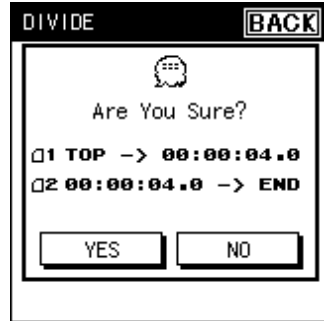 DIVIDE BACK
Are You Sure?
1 TOP -> 00:00:04.0
2 00:00:04.0 -> END
YES NO